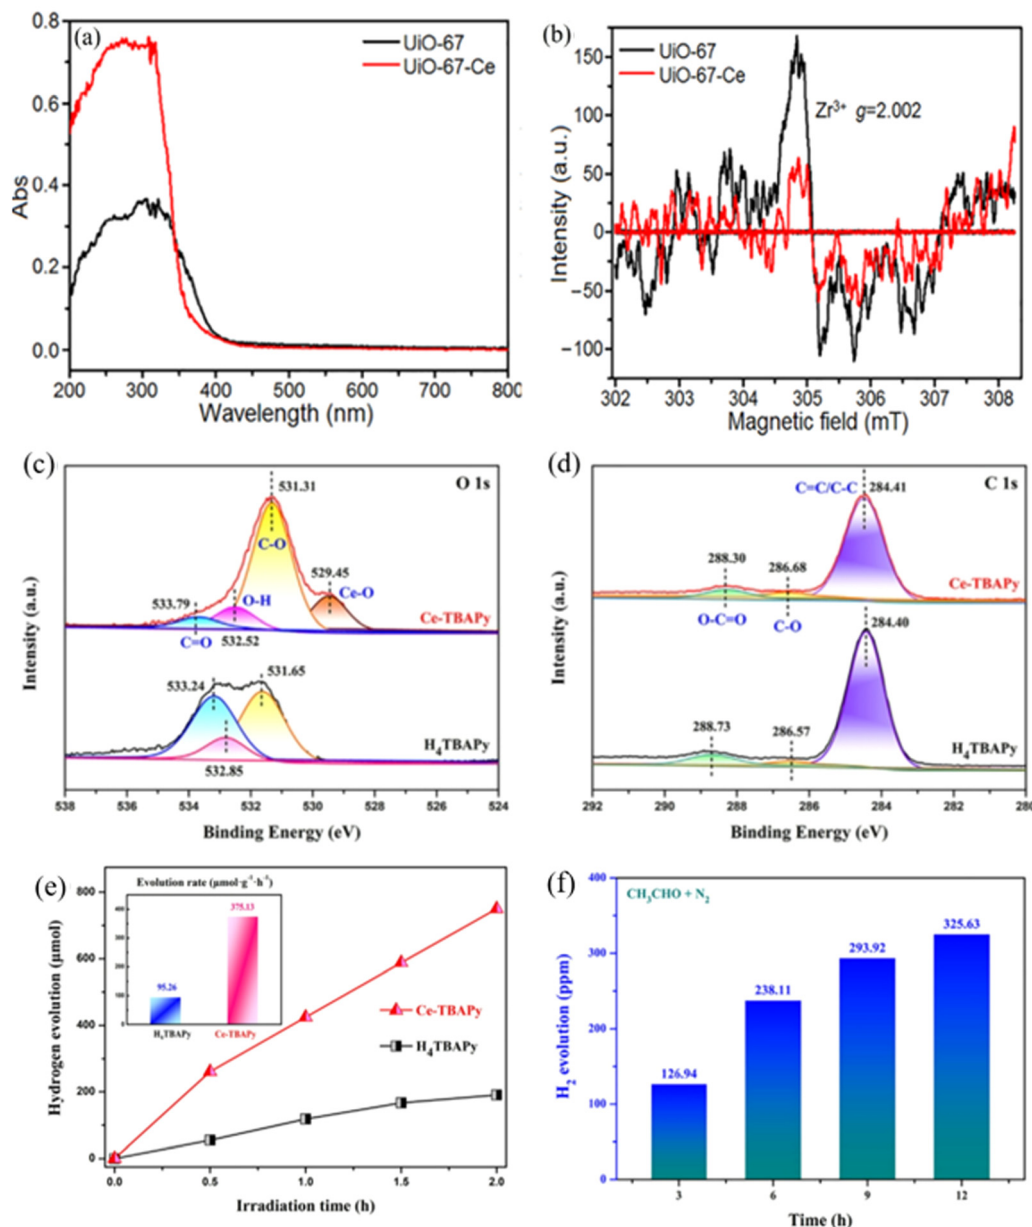 (a)
UiO-67
UiO-67-Ce
0.8
0.6
0.4
0.2
0.0
Abs
200 300 400 500 600 700 800
Wavelength (nm)
(b)
UiO-67
UiO-67-Ce
Zr³⁺ g=2.002
150
100
50
0
−50
−100
Intensity (a.u.)
302 303 304 305 306 307 308
Magnetic field (mT)
(c)
O 1s
531.31
C-O
529.45
Ce-O
O-H
533.79
Ce-TBAPy
C=O
532.52
533.24
531.65
H₄TBAPy
532.85
Intensity (a.u.)
538 536 534 532 530 528 526 524
Binding Energy (eV)
(d)
C 1s
C=C/C-C
284.41
288.30
286.68
Ce-TBAPy
O-C=O
C-O
284.40
288.73
286.57
H₄TBAPy
Intensity (a.u.)
292 290 288 286 284 282 280
Binding Energy (eV)
(e)
800
600
400
200
0
Hydrogen evolution (μmol)
Evolution rate (μmol·g⁻¹·h⁻¹)
400
300
200
100
0
375.13
95.26
H₄TBAPy
Ce-TBAPy
Ce-TBAPy
H₄TBAPy
0.0 0.5 1.0 1.5 2.0
Irradiation time (h)
(f)
CH₃CHO + N₂
400
300
200
100
0
H₂ evolution (ppm)
126.94
238.11
293.92
325.63
3 6 9 12
Time (h)